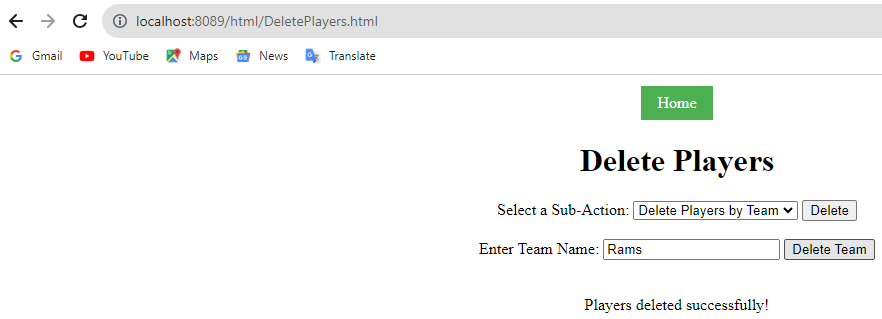 localhost:8089/html/DeletePlayers.html
Gmail YouTube Maps News Translate
Home
Delete Players
Select a Sub-Action: Delete Players by Team Delete
Enter Team Name: Rams Delete Team
Players deleted successfully!